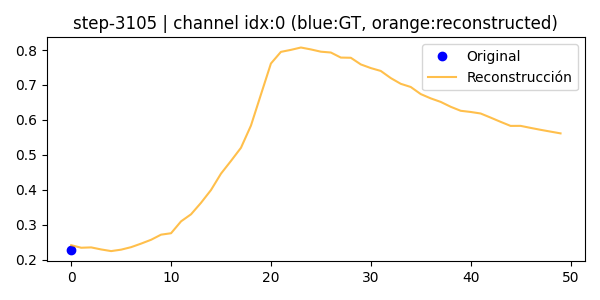 step-3105 | channel idx:0 (blue:GT, orange:reconstructed)
Original
Reconstrucción
0.8
0.7
0.6
0.5
0.4
0.3
0.2
0 10 20 30 40 50